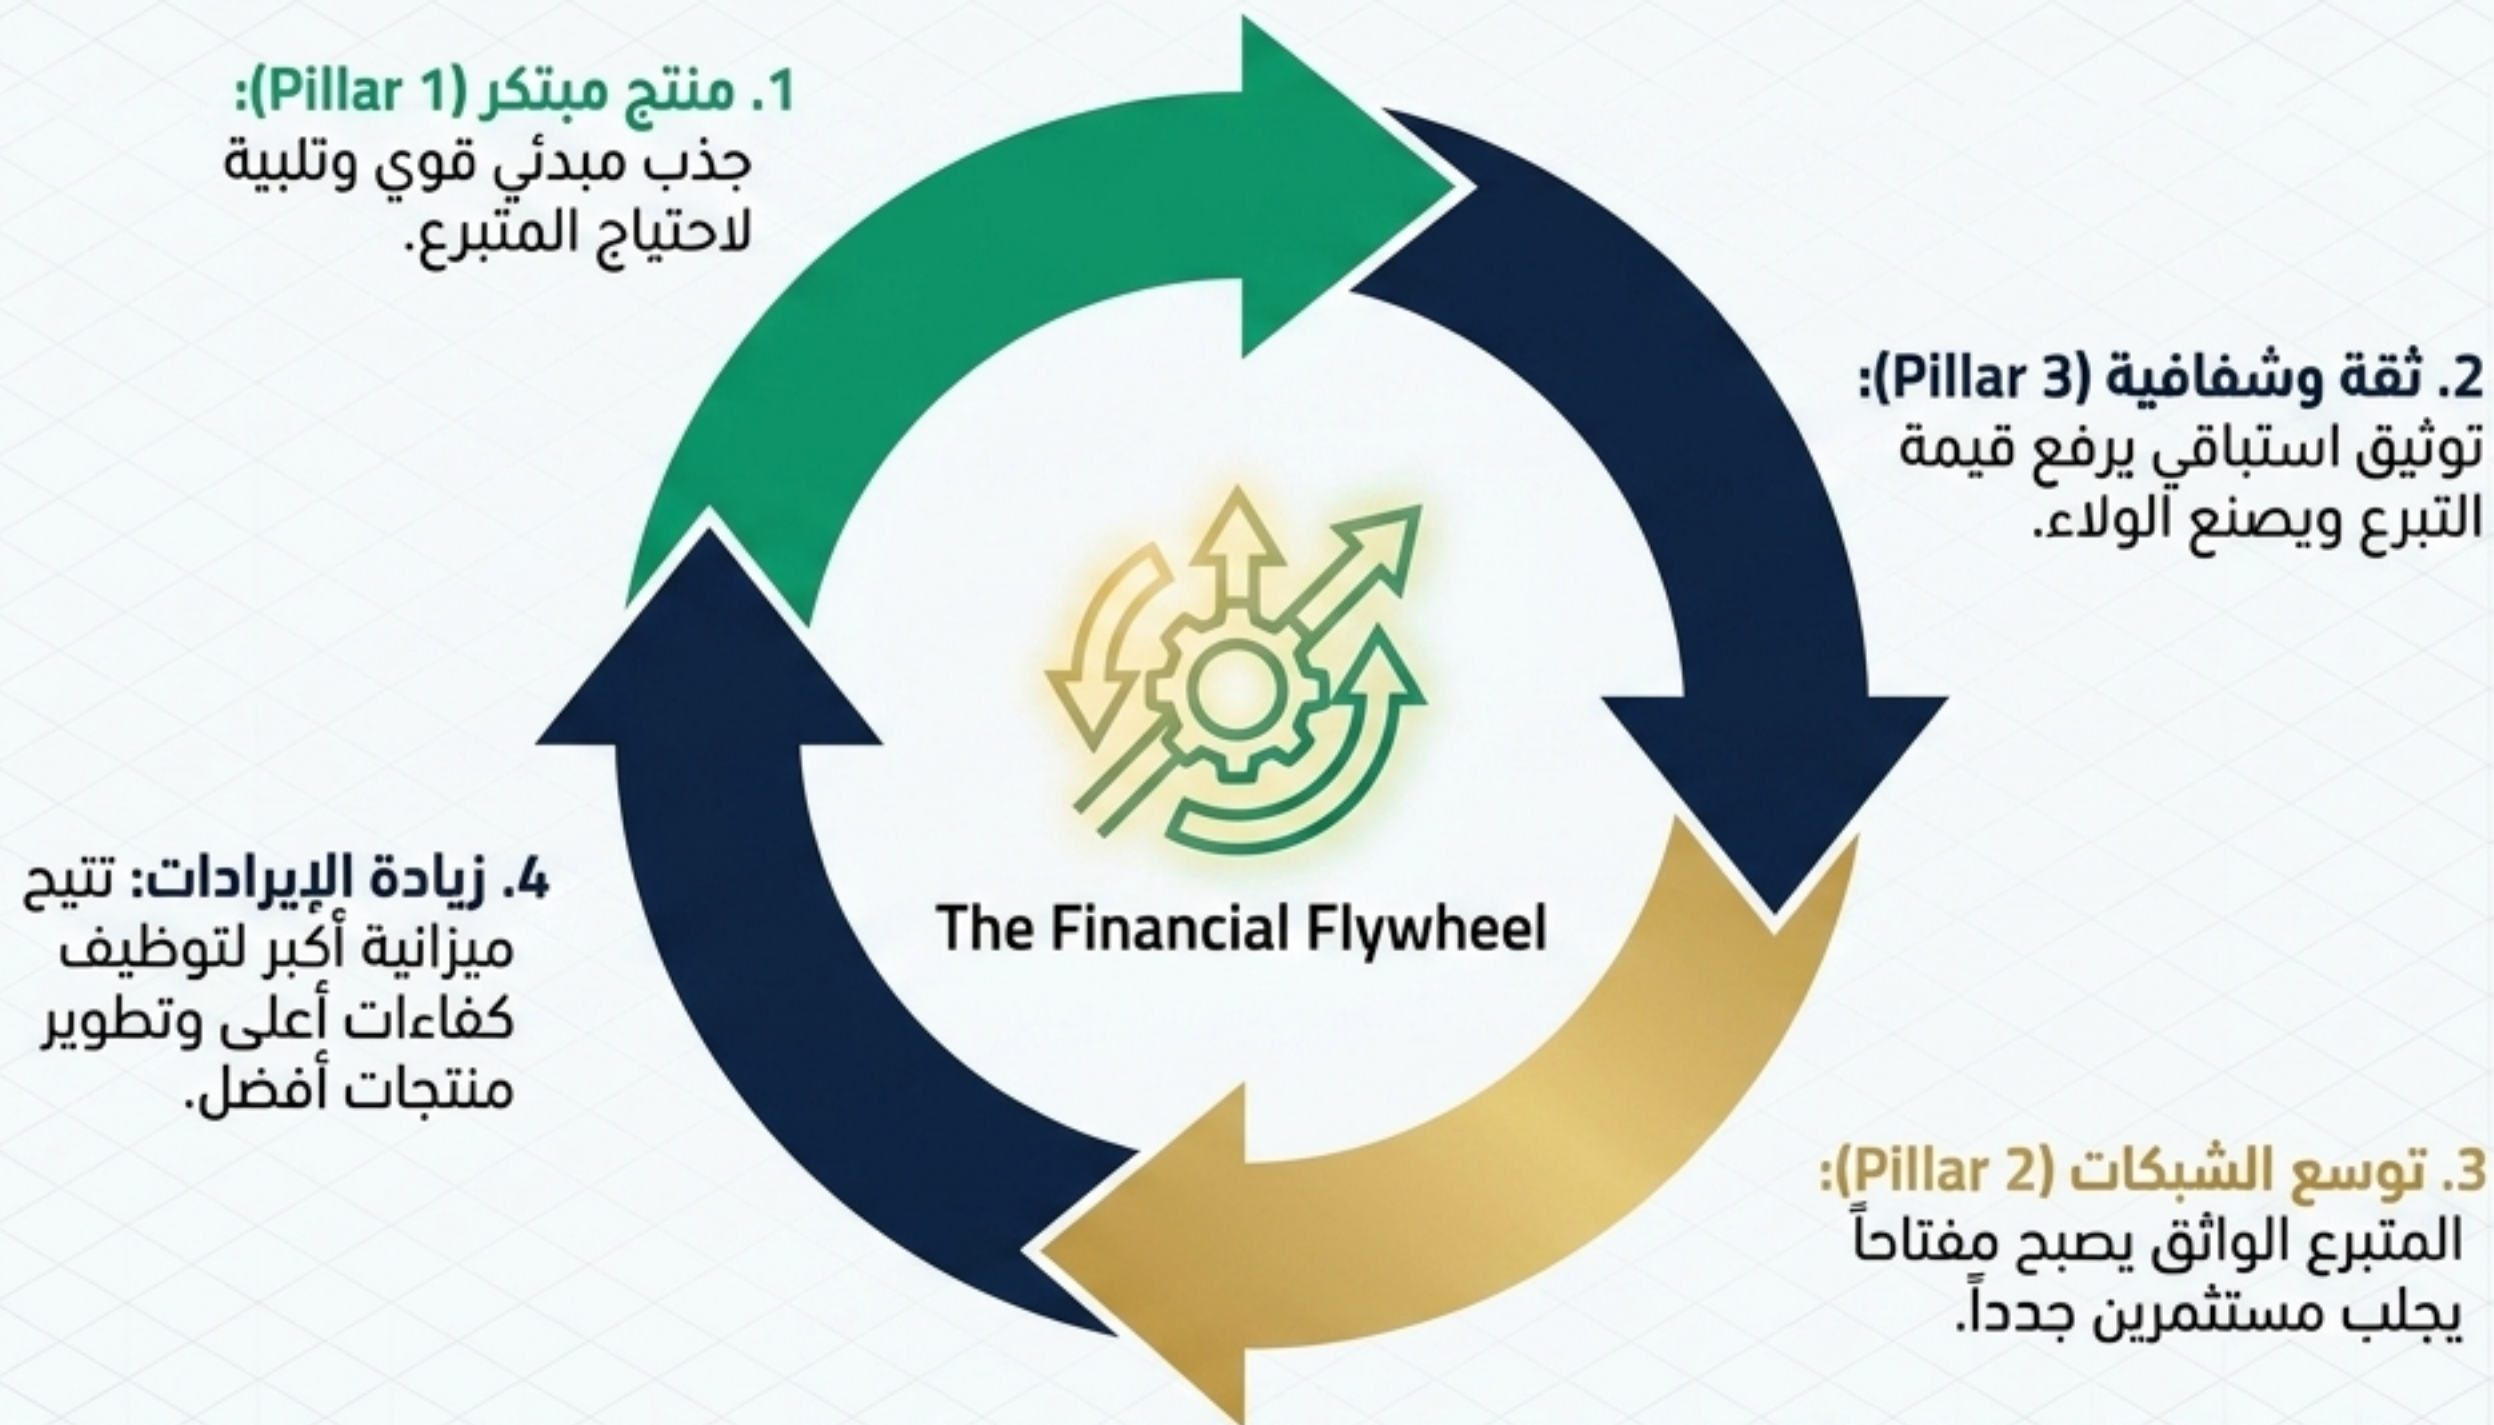 1. منتج مبتكر (Pillar 1):
جذب مبدئي قوي وتلبية
لاحتياج المتبرع.
2. ثقة وشفافية (Pillar 3):
توثيق استباقي يرفع قيمة
التبرع ويصنع الولاء.
3. توسع الشبكات (Pillar 2):
المتبرع الواثق يصبح مفتاحاً
يجلب مستثمرين جدداً.
4. زيادة الإيرادات: تتيح
ميزانية أكبر لتوظيف
كفاءات أعلى وتطوير
منتجات أفضل.
The Financial Flywheel